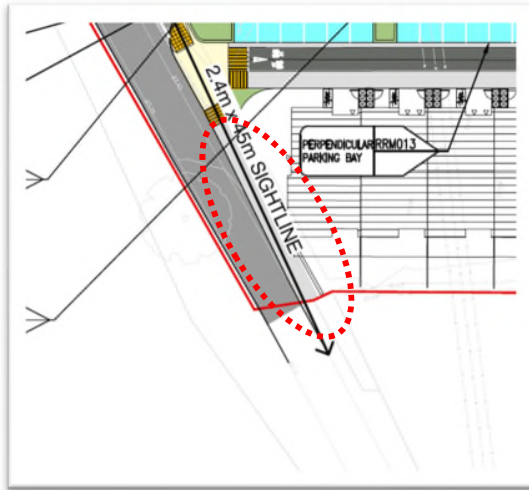 2.4m x 45m SIGHTLINE
PERPENDICULAR
PARKING BAY
RRM013